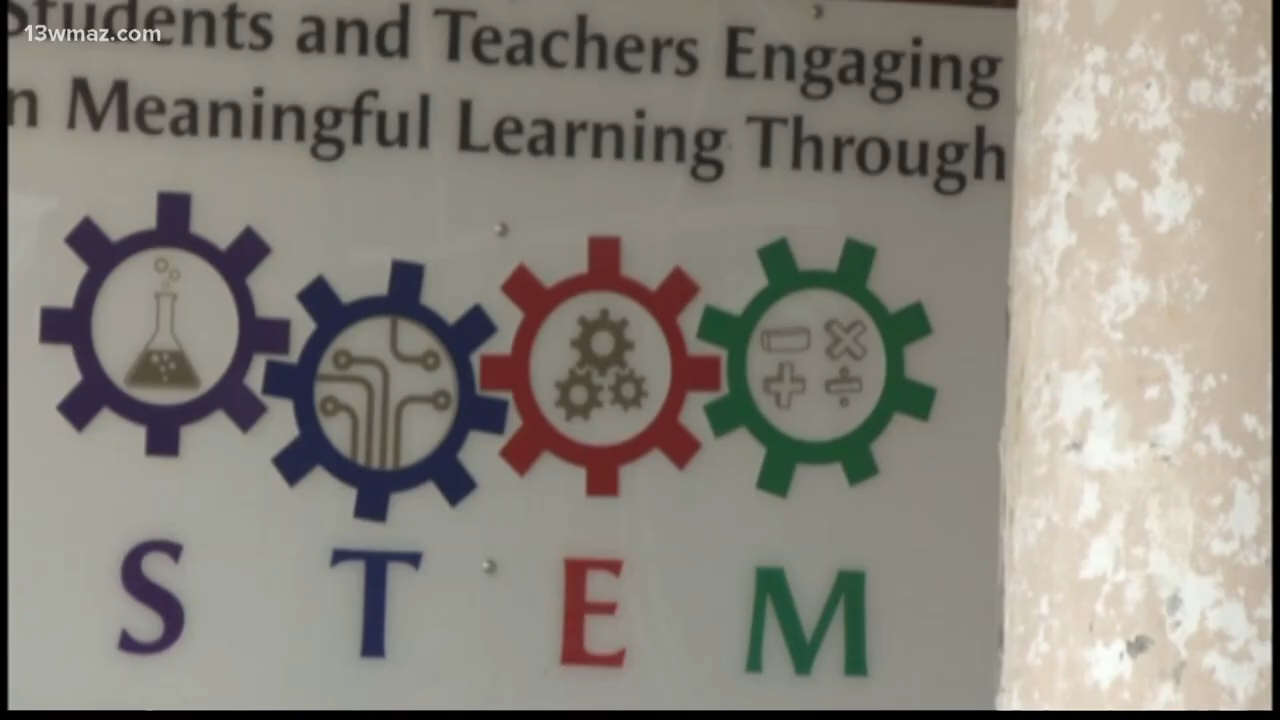 13wmaz.com
Students and Teachers Engaging
n Meaningful Learning Through
S T E M